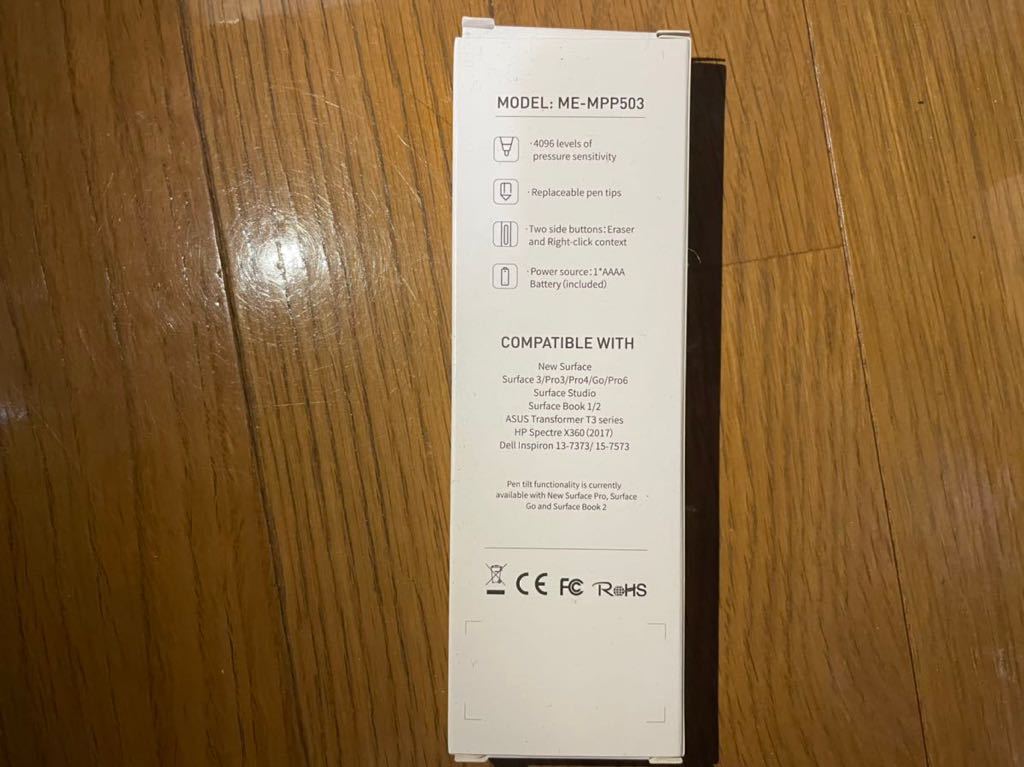 MODEL: ME-MPP503
·4096 levels of
pressure sensitivity
·Replaceable pen tips
·Two side buttons:Eraser
and Right-click context
·Power source:1*AAAA
Battery(included)
COMPATIBLE WITH
New Surface
Surface 3/Pro3/Pro4/Go/Pro6
Surface Studio
Surface Book 1/2
ASUS Transformer T3 series
HP Spectre X360(2017)
Dell Inspiron 13-7373/ 15-7573
Pen tilt functionality is currently
available with New Surface Pro, Surface
Go and Surface Book 2
CE FC RoHS